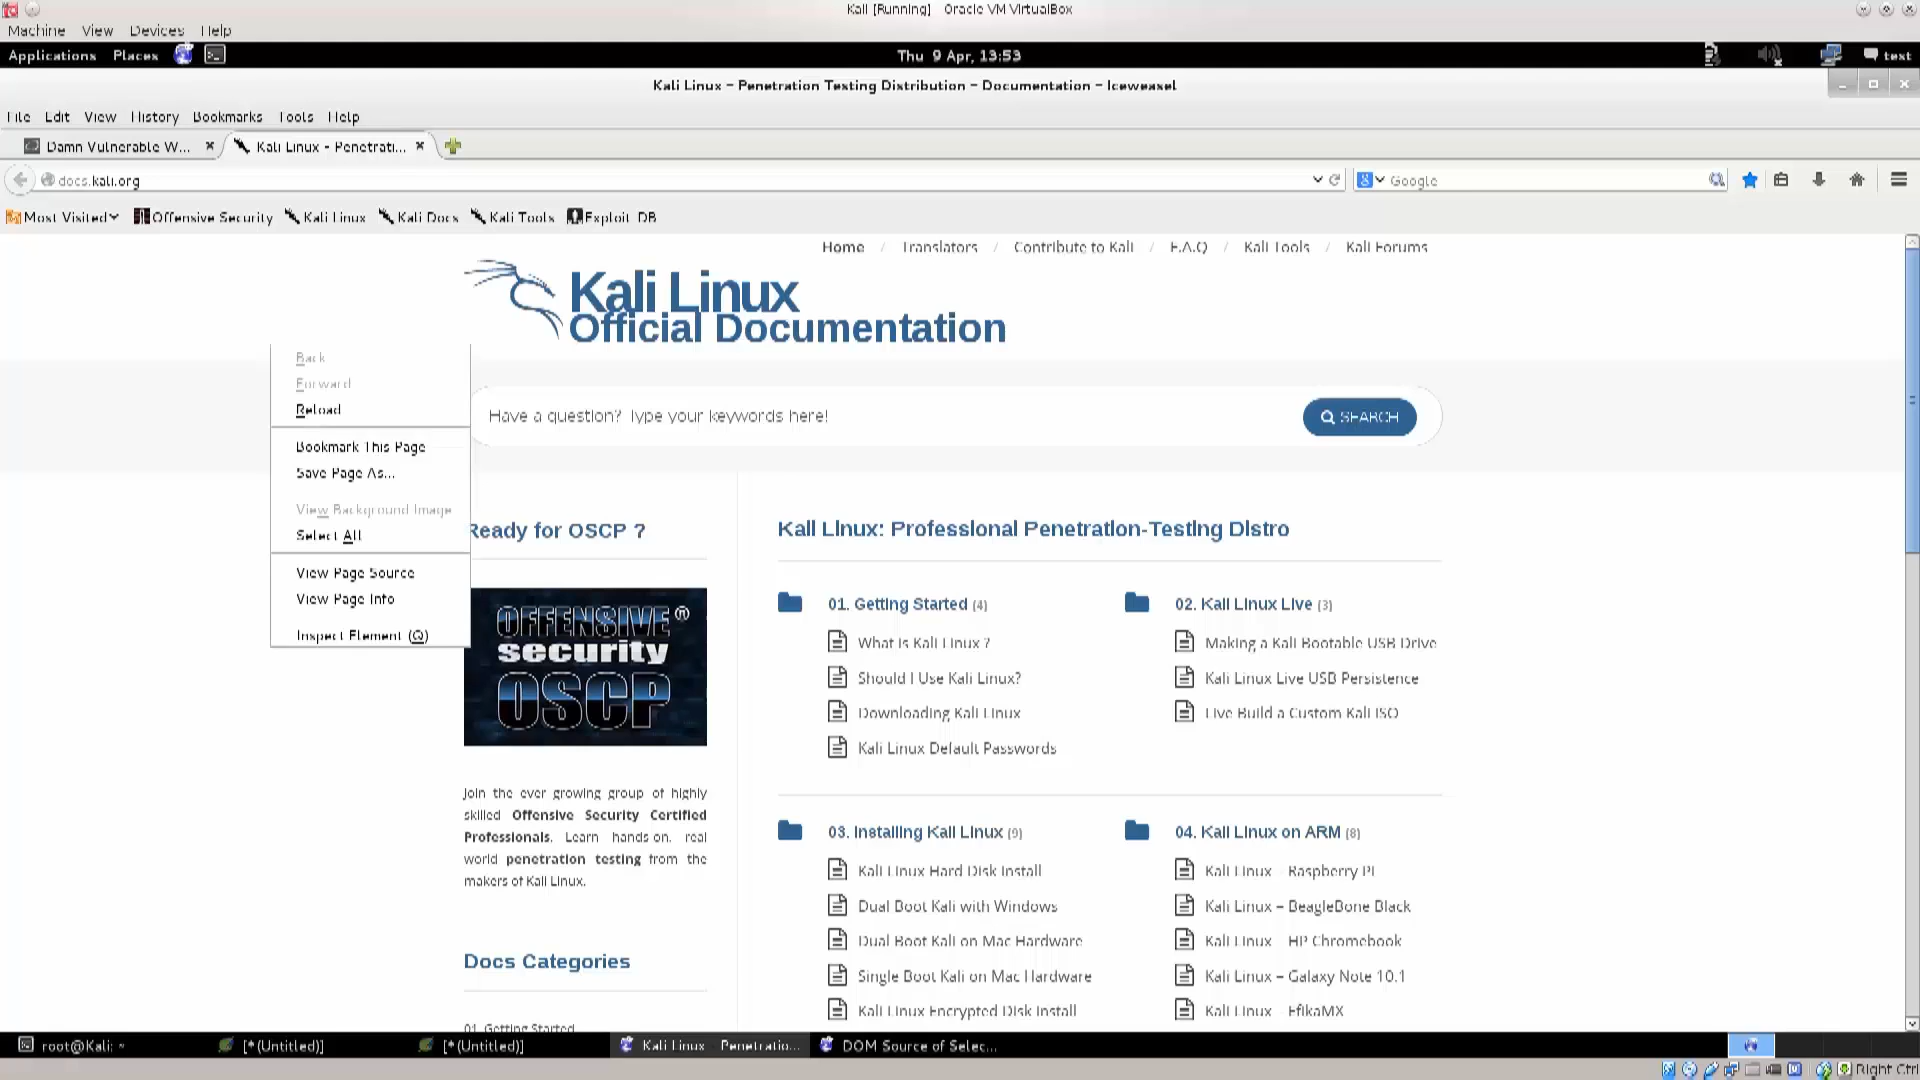 Kali [Running] Oracle VM VirtualBox
Machine View Devices Help
Applications Places Thu 9 Apr, 13:53 text
Kali Linux - Penetration Testing Distribution - Documentation - Iceweasel
File Edit View History Bookmarks Tools Help
Damn Vulnerable W... Kali Linux - Penetrati...
docs.kali.org Google
Most Visited Offensive Security Kali Linux Kali Docs Kali Tools Exploit DB
Home / Translators / Contribute to Kali / F.A.Q / Kali Tools / Kali Forums
Kali Linux
Official Documentation
Back
Forward
Reload
Bookmark This Page
Save Page As...
View Background Image
Select All
View Page Source
View Page Info
Inspect Element (Q)
Have a question? Type your keywords here!
SEARCH
Ready for OSCP ?
OFFENSIVE®
security
OSCP
Join the ever growing group of highly
skilled Offensive Security Certified
Professionals. Learn hands on, real
world penetration testing from the
makers of Kali Linux.
Docs Categories
01. Getting Started
Kali Linux: Professional Penetration-Testing Distro
01. Getting Started (4)
What is Kali Linux ?
Should I Use Kali Linux?
Downloading Kali Linux
Kali Linux Default Passwords
02. Kali Linux Live (3)
Making a Kali Bootable USB Drive
Kali Linux Live USB Persistence
Live Build a Custom Kali ISO
03. Installing Kali Linux (9)
Kali Linux Hard Disk Install
Dual Boot Kali with Windows
Dual Boot Kali on Mac Hardware
Single Boot Kali on Mac Hardware
Kali Linux Encrypted Disk Install
04. Kali Linux on ARM (8)
Kali Linux - Raspberry Pi
Kali Linux – BeagleBone Black
Kali Linux - HP Chromebook
Kali Linux – Galaxy Note 10.1
Kali Linux - EfikaMX
root@Kali: ~ [*(Untitled)] [*(Untitled)] Kali Linux - Penetratio... DOM Source of Selec...
Right Ctrl